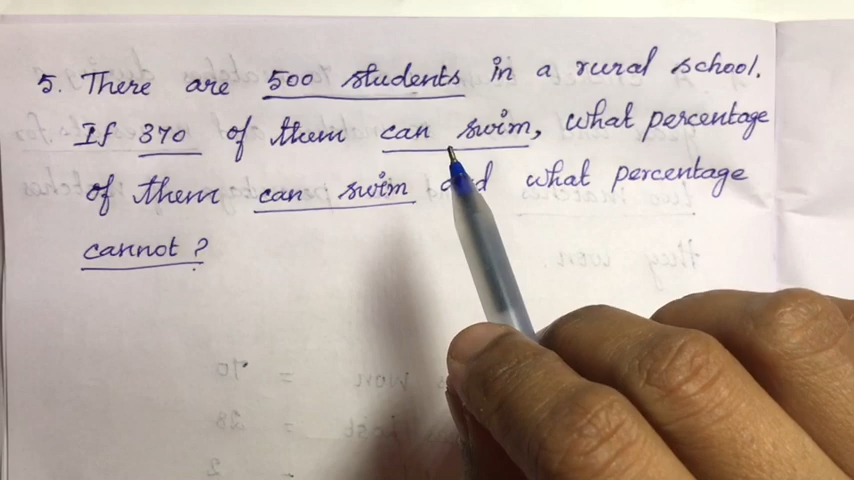 5. There are 500 students in a rural school.
If 370 of them can swim, what percentage
of them can swim and what percentage
cannot?